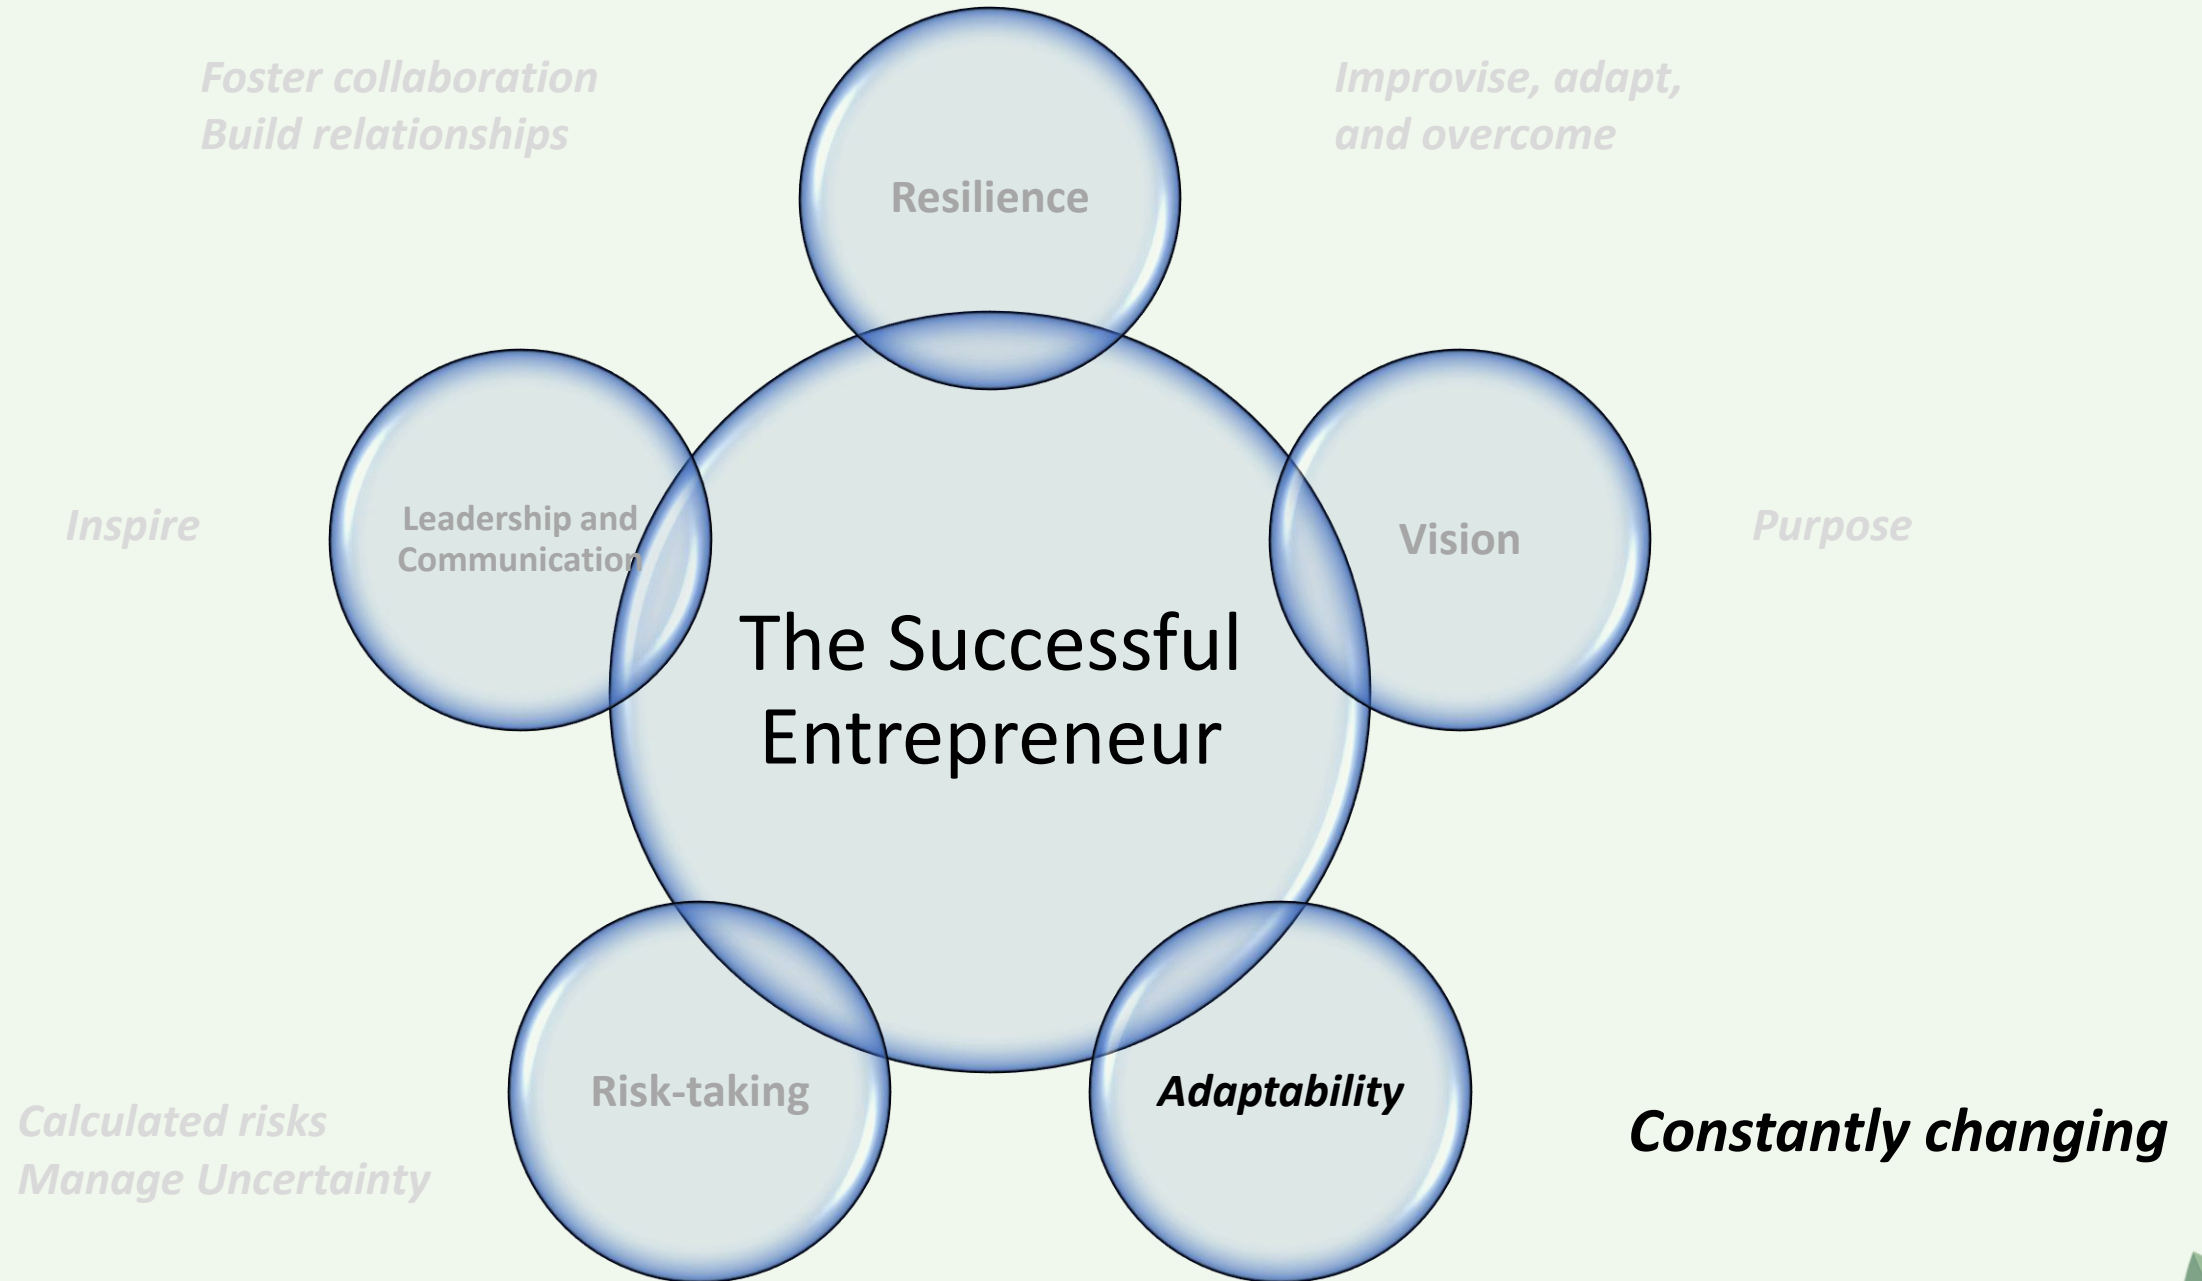 Foster collaboration
Build relationships
Improvise, adapt,
and overcome
Resilience
Inspire
Leadership and
Communication
Vision
Purpose
The Successful
Entrepreneur
Risk-taking
Adaptability
Calculated risks
Manage Uncertainty
Constantly changing